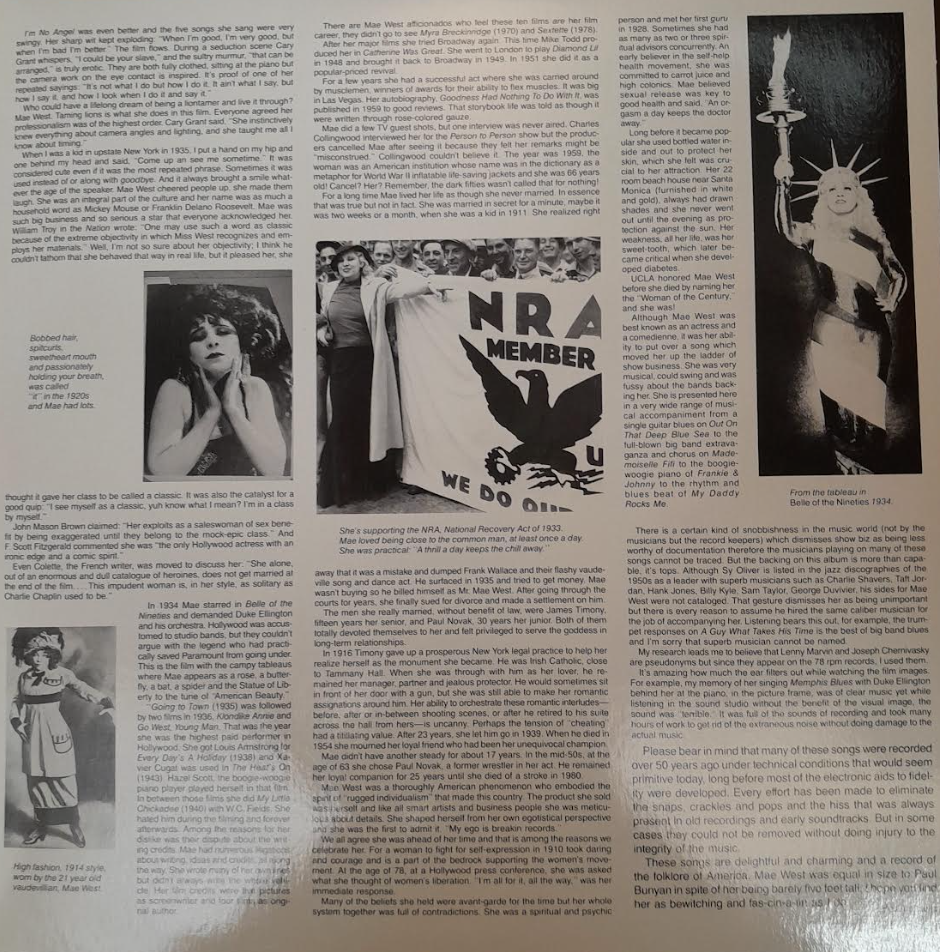 I'm No Angel was even better and the five songs she sang were very
swingy. Her sharp wit kept exploding: "When I'm good, I'm very good, but
when I'm bad I'm better." The film flows. During a seduction scene Cary
Grant whispers, "I could be your slave," and the sultry murmur, "that can be
arranged," is truly erotic. They are both fully clothed, sitting at the piano but
the camera work on the eye contact is inspired. It's proof of one of her
repeated sayings: "It's not what I do but how I do it. It ain't what I say, but
how I say it, and how I look when I do it and say it."
Who could have a lifelong dream of being a liontamer and live it through?
Mae West. Taming lions is what she does in this film. Everyone agreed her
professionalism was of the highest order. Cary Grant said, "She instinctively
knew everything about camera angles and lighting, and she taught me all I
know about timing."
When I was a kid in upstate New York in 1935, I put a hand on my hip and
one behind my head and said, "Come up an see me sometime." It was
considered cute even if it was the most repeated phrase. Sometimes it was
used instead of or along with goodbye. And it always brought a smile what-
ever the age of the speaker. Mae West cheered people up, she made them
laugh. She was an integral part of the culture and her name was as much a
household word as Mickey Mouse or Franklin Delano Roosevelt. Mae was
such big business and so serious a star that everyone acknowledged her.
William Troy in the Nation wrote: "One may use such a word as classic
because of the extreme objectivity in which Miss West recognizes and em-
ploys her materials." Well, I'm not so sure about her objectivity; I think he
couldn't fathom that she behaved that way in real life, but it pleased her, she
Bobbed hair,
spitcurls,
sweetheart mouth
and passionately
holding your breath,
was called
"it" in the 1920s
and Mae had lots.
thought it gave her class to be called a classic. It was also the catalyst for a
good quip: "I see myself as a classic, yuh know what I mean? I'm in a class
by myself."
John Mason Brown claimed: "Her exploits as a saleswoman of sex bene-
fit by being exaggerated until they belong to the mock-epic class." And
F. Scott Fitzgerald commented she was "the only Hollywood actress with an
ironic edge and a comic spirit."
Even Colette, the French writer, was moved to discuss her: "She alone,
out of an enormous and dull catalogue of heroines, does not get married at
the end of the film.... This impudent woman is, in her style, as solitary as
Charlie Chaplin used to be."
In 1934 Mae starred in Belle of the
Nineties and demanded Duke Ellington
and his orchestra. Hollywood was accus-
tomed to studio bands, but they couldn't
argue with the legend who had practi-
cally saved Paramount from going under.
This is the film with the campy tableaus
where Mae appears as a rose, a butter-
fly, a bat, a spider and the Statue of Lib-
erty to the tune of "American Beauty."
"Going to Town (1935) was followed
by two films in 1936, Klondike Annie and
Go West, Young Man. That was the year
she was the highest paid performer in
Hollywood. She got Louis Armstrong for
Every Day's A Holiday (1938) and Xa-
vier Cugat was used in The Heat's On
(1943). Hazel Scott, the boogie-woogie
piano player played herself in that film.
In between those films she did My Little
Chickadee (1940) with W.C. Fields. She
hated him during the filming and forever
afterwards. Among the reasons for her
dislike was their dispute about the wri-
ing credits. Mae had numerous
about writing, ideas and credits, all along
the way. She wrote many of her own
but didn't always write the whole vehi-
cle. Her film credits were five pictures
as screenwriter and four films as origi-
nal author.
High fashion, 1914 style,
worn by the 21 year old
vaudevillian, Mae West.
There are Mae West afficionados who feel these ten films are her film
career, they didn't go to see Myra Breckinridge (1970) and Sextette (1978).
After her major films she tried Broadway again. This time Mike Todd pro-
duced her in Catherine Was Great. She went to London to play Diamond Lil
in 1948 and brought it back to Broadway in 1949. In 1951 she did it as a
popular-priced revival.
For a few years she had a successful act where she was carried around
by musclemen, winners of awards for their ability to flex muscles. It was big
in Las Vegas. Her autobiography, Goodness Had Nothing To Do With It, was
published in 1959 to good reviews. That storybook life was told as though it
were written through rose-colored gauze.
Mae did a few TV guest shots, but one interview was never aired. Charles
Collingwood interviewed her for the Person to Person show but the produc-
ers cancelled Mae after seeing it because they felt her remarks might be
"misconstrued." Collingwood couldn't believe it. The year was 1959, the
woman was an American institution whose name was in the dictionary as a
metaphor for World War II inflatable life-saving jackets and she was 66 years
old! Cancel? Her? Remember, the dark fifties wasn't called that for nothing!
For a long time Mae lived her life as though she never married. In essence
that was true but not in fact. She was married in secret for a minute, maybe it
was two weeks or a month, when she was a kid in 1911. She realized right
NRA
MEMBER
U
WE DO OUR
She's supporting the NRA, National Recovery Act of 1933.
Mae loved being close to the common man, at least once a day.
She was practical: "A thrill a day keeps the chill away."
away that it was a mistake and dumped Frank Wallace and their flashy vaude-
ville song and dance act. He surfaced in 1935 and tried to get money. Mae
wasn't buying so he billed himself as Mr. Mae West. After going through the
courts for years, she finally sued for divorce and made a settlement on him.
The men she really married, without benefit of law, were James Timony,
fifteen years her senior, and Paul Novak, 30 years her junior. Both of them
totally devoted themselves to her and felt privileged to serve the goddess in
long-term relationships.
In 1916 Timony gave up a prosperous New York legal practice to help her
realize herself as the monument she became. He was Irish Catholic, close
to Tammany Hall. When she was through with him as her lover, he re-
mained her manager, partner and jealous protector. He would sometimes sit
in front of her door with a gun, but she was still able to make her romantic
assignations around him. Her ability to orchestrate these romantic interludes—
before, after or in-between shooting scenes, or after he retired to his suite
across the hall from hers—is uncanny. Perhaps the tension of "cheating"
had a titillating value. After 23 years, she let him go in 1939. When he died in
1954 she mourned her loyal friend who had been her unequivocal champion.
Mae didn't have another steady for about 17 years. In the mid-50s, at the
age of 63 she chose Paul Novak, a former wrestler in her act. He remained
her loyal companion for 25 years until she died of a stroke in 1980.
Mae West was a thoroughly American phenomenon who embodied the
spirit of "rugged individualism" that made this country. The product she sold
was herself and like all smart artists and business people she was meticu-
lous about details. She shaped herself from her own egotistical perspective
and she was the first to admit it. "My ego is breakin records."
We all agree she was ahead of her time and that is among the reasons we
celebrate her. For a woman to fight for self-expression in 1910 took daring
and courage and is a part of the bedrock supporting the women's move-
ment. At the age of 78, at a Hollywood press conference, she was asked
what she thought of women's liberation. "I'm all for it, all the way," was her
immediate response.
Many of the beliefs she held were avant-garde for the time but her whole
system together was full of contradictions. She was a spiritual and psychic
person and met her first guru
in 1928. Sometimes she had
as many as two or three spir-
itual advisors concurrently. An
early believer in the self-help
health movement, she was
committed to carrot juice and
high colonics. Mae believed
sexual release was key to
good health and said, "An or-
gasm a day keeps the doctor
away."
Long before it became pop-
ular she used bottled water in-
side and out to protect her
skin, which she felt was cru-
cial to her attraction. Her 22
room beach house near Santa
Monica (furnished in white
and gold), always had drawn
shades and she never went
out until the evening as pro-
tection against the sun. Her
weakness, all her life, was her
sweet-tooth, which later be-
came critical when she devel-
oped diabetes.
UCLA honored Mae West
before she died by naming her
the "Woman of the Century,"
and she was!
Although Mae West was
best known as an actress and
a comedienne, it was her abil-
ity to put over a song which
moved her up the ladder of
show business. She was very
musical, could swing and was
fussy about the bands back-
ing her. She is presented here
in a very wide range of musi-
cal accompaniment from a
single guitar blues on Out On
That Deep Blue Sea to the
full-blown big band extrava-
ganza and chorus on Made-
moiselle Fifi to the boogie-
woogie piano of Frankie &
Johnny to the rhythm and
blues beat of My Daddy
Rocks Me.
From the tableau in
Belle of the Nineties 1934.
There is a certain kind of snobbishness in the music world (not by the
musicians but the record keepers) which dismisses show biz as being less
worthy of documentation therefore the musicians playing on many of these
songs cannot be traced. But the backing on this album is more than capa-
ble, it's tops. Although Sy Oliver is listed in the jazz discographies of the
1950s as a leader with superb musicians such as Charlie Shavers, Taft Jor-
dan, Hank Jones, Billy Kyle, Sam Taylor, George Duvivier, his sides for Mae
West were not cataloged. That gesture dismisses her as being unimportant
but there is every reason to assume he hired the same caliber musician for
the job of accompanying her. Listening bears this out, for example, the trum-
pet responses on A Guy What Takes His Time is the best of big band blues
and I'm sorry that superb musician cannot be named.
My research leads me to believe that Lenny Marvin and Joseph Chernivasky
are pseudonyms but since they appear on the 78 rpm records, I used them.
It's amazing how much the ear filters out while watching the film images.
For example, my memory of her singing Memphis Blues with Duke Ellington
behind her at the piano, in the picture frame, was of clear music yet while
listening in the sound studio without the benefit of the visual image, the
sound was "terrible." It was full of the sounds of recording and took many
hours of work to get rid of the extraneous noise without doing damage to the
actual music.
Please bear in mind that many of these songs were recorded
over 50 years ago under technical conditions that would seem
primitive today, long before most of the electronic aids to fideli-
ty were developed. Every effort has been made to eliminate
the snaps, crackles and pops and the hiss that was always
present in old recordings and early soundtracks. But in some
cases they could not be removed without doing injury to the
integrity of the music.
These songs are delightful and charming and a record of
the folklore of America. Mae West was equal in size to Paul
Bunyan in spite of her being barely five feet tall. I hope you find
her as bewitching and fas-cin-a-tin as I do.